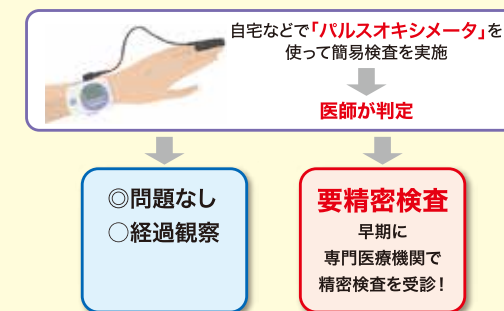 自宅などで「パルスオキシメータ」を
使って簡易検査を実施
医師が判定
◎問題なし
○経過観察
要精密検査
早期に
専門医療機関で
精密検査を受診！